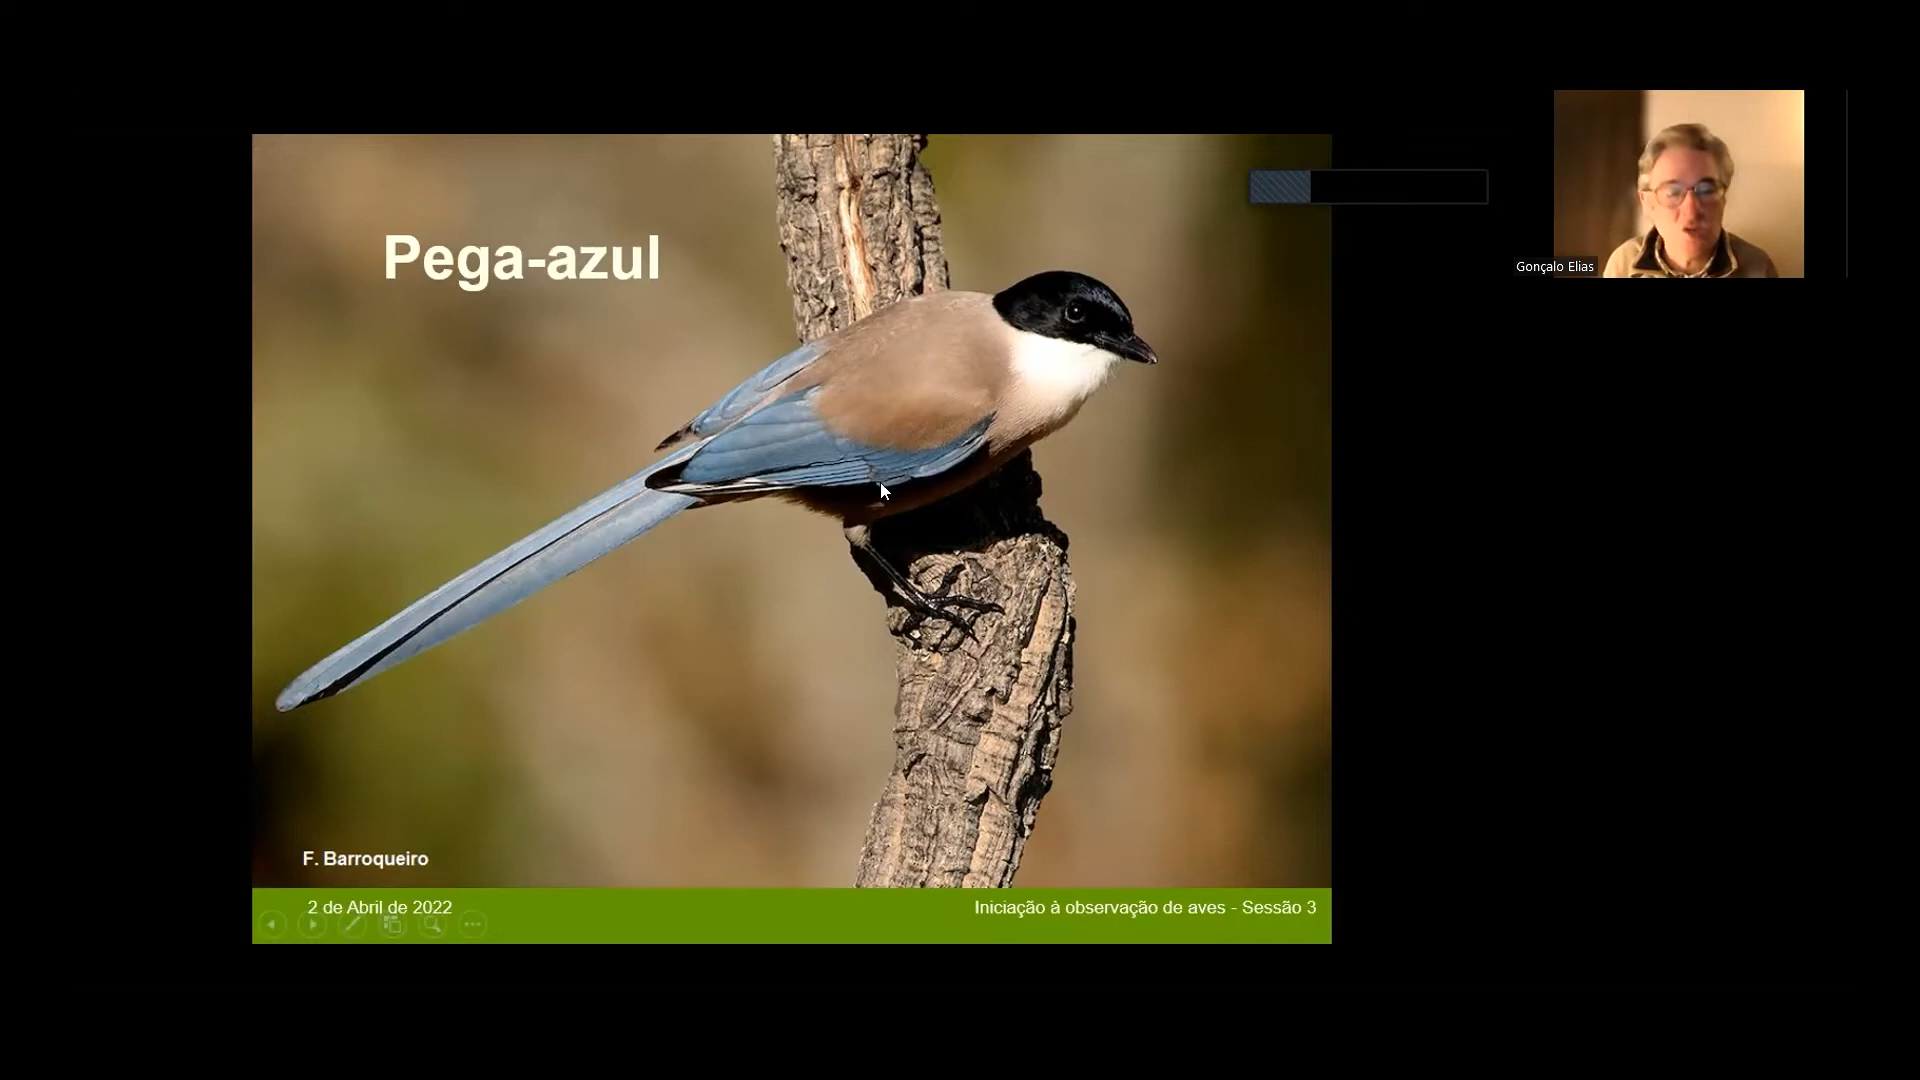 Pega-azul
Gonçalo Elias
F. Barroqueiro
2 de Abril de 2022
Iniciação à observação de aves - Sessão 3